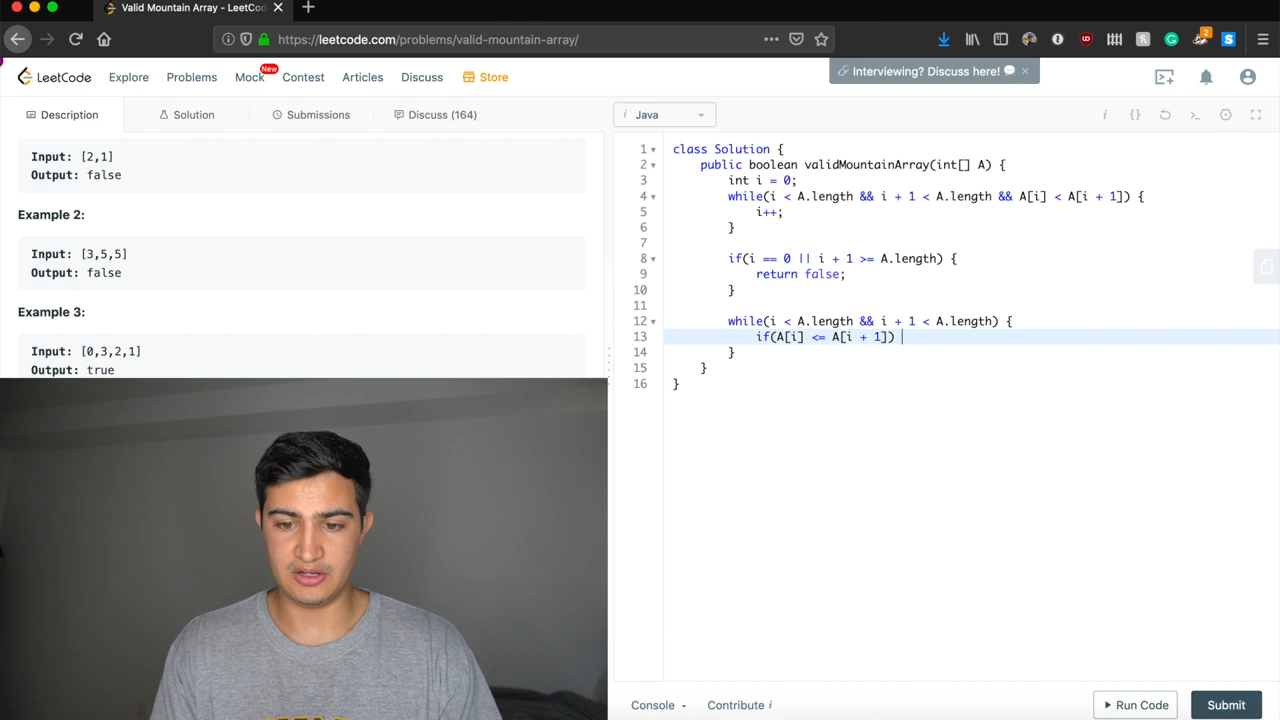 Valid Mountain Array - LeetCod
https://leetcode.com/problems/valid-mountain-array/
2
LeetCode
Explore
Problems
Mock
New
Contest
Articles
Discuss
Store
Interviewing? Discuss here!
Description
Solution
Submissions
Discuss (164)
Java
Input: [2,1]
Output: false
Example 2:
Input: [3,5,5]
Output: false
Example 3:
Input: [0,3,2,1]
Output: true
1 class Solution {
2 public boolean validMountainArray(int[] A) {
3 int i = 0;
4 while(i < A.length && i + 1 < A.length && A[i] < A[i + 1]) {
5 i++;
6 }
7
8 if(i == 0 || i + 1 >= A.length) {
9 return false;
10 }
11
12 while(i < A.length && i + 1 < A.length) {
13 if(A[i] <= A[i + 1])
14 }
15 }
16 }
Console
Contribute i
Run Code
Submit